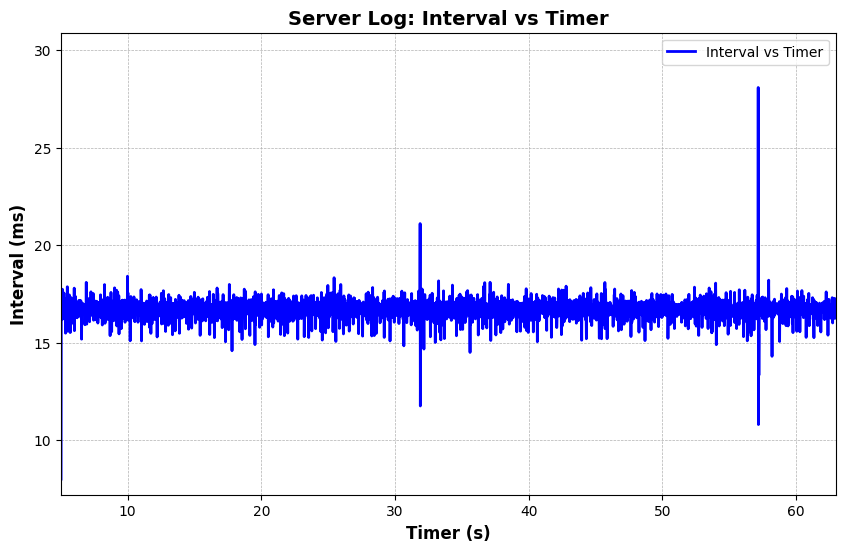 Server Log: Interval vs Timer
Interval vs Timer
30
25
20
15
10
Interval (ms)
10 20 30 40 50 60
Timer (s)